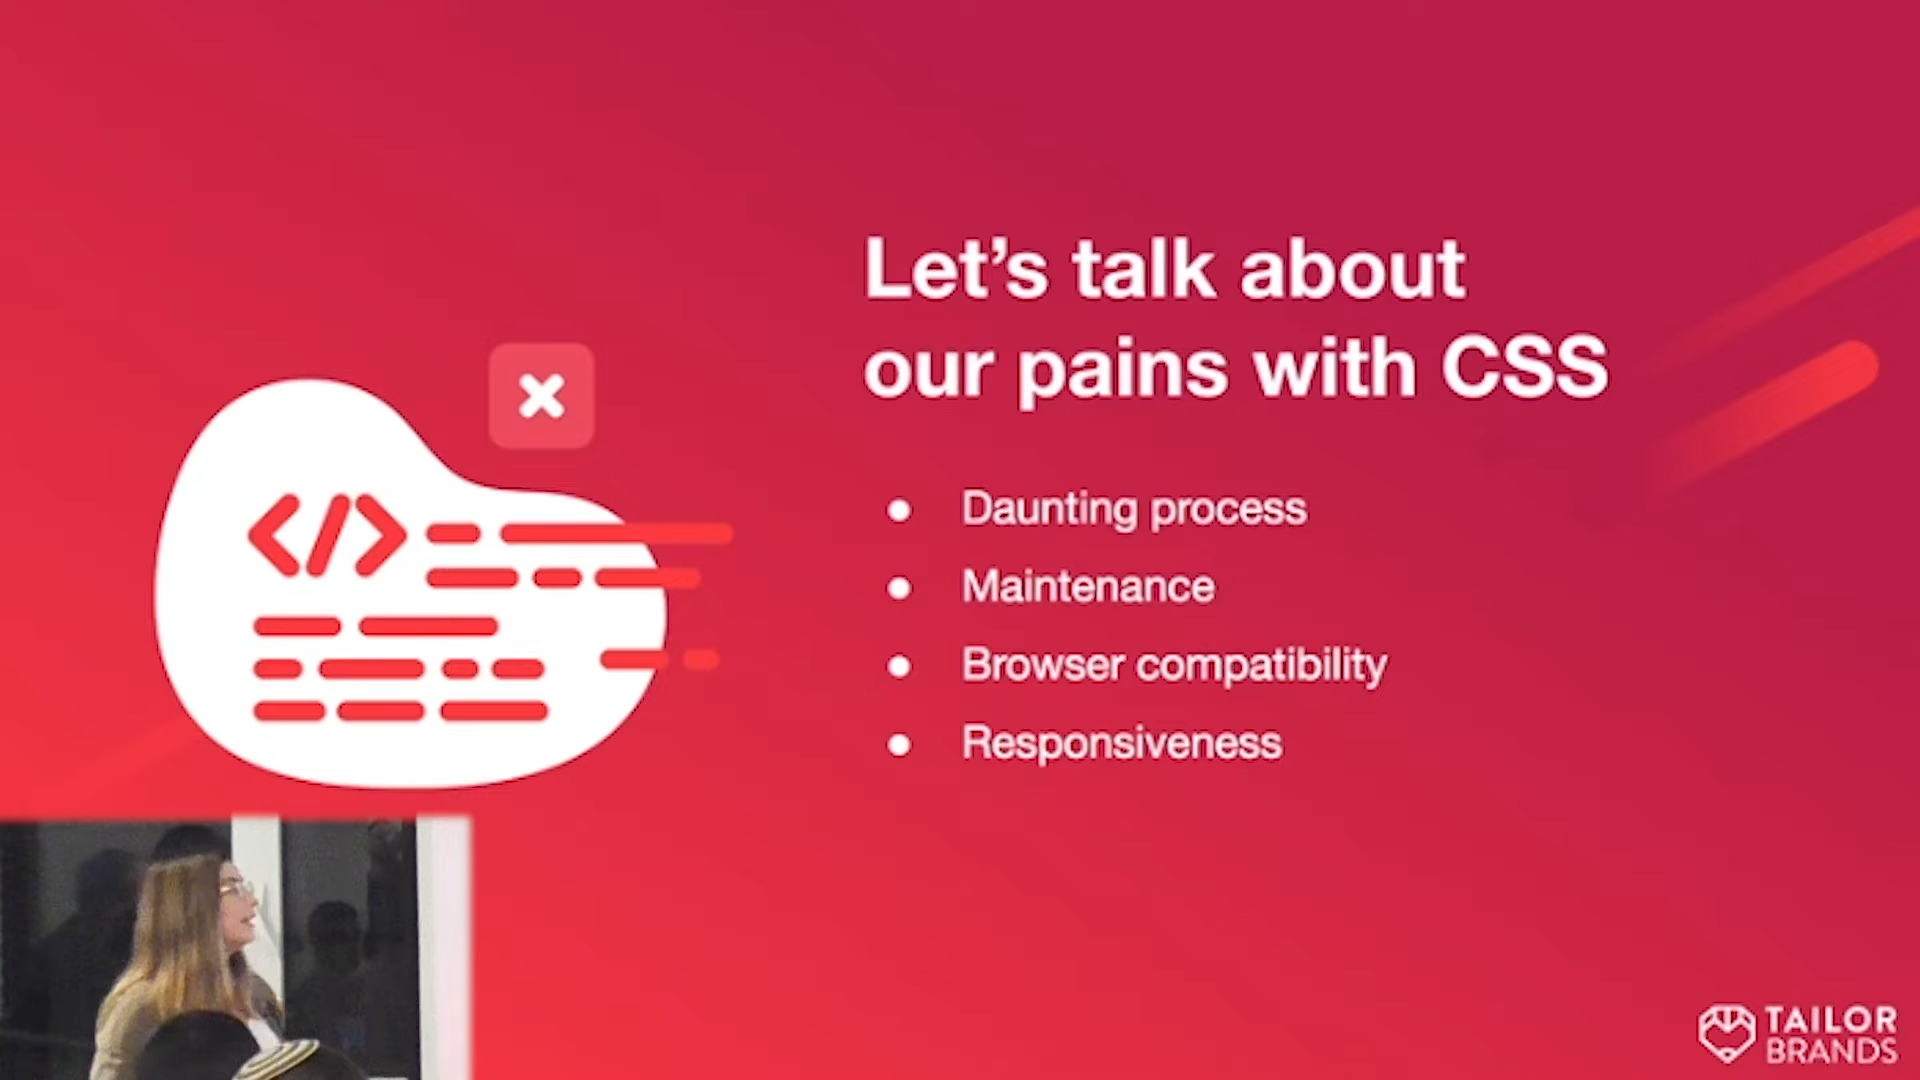 Let’s talk about
our pains with CSS
Daunting process
Maintenance
Browser compatibility
Responsiveness
TAILOR
BRANDS